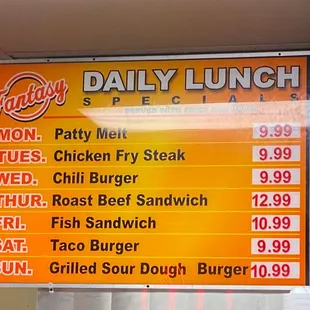 Fantasy
DAILY LUNCH
SPECIALS
MON. Patty Melt 9.99
TUES. Chicken Fry Steak 9.99
WED. Chili Burger 9.99
THUR. Roast Beef Sandwich 12.99
FRI. Fish Sandwich 10.99
SAT. Taco Burger 9.99
SUN. Grilled Sour Dough Burger 10.99